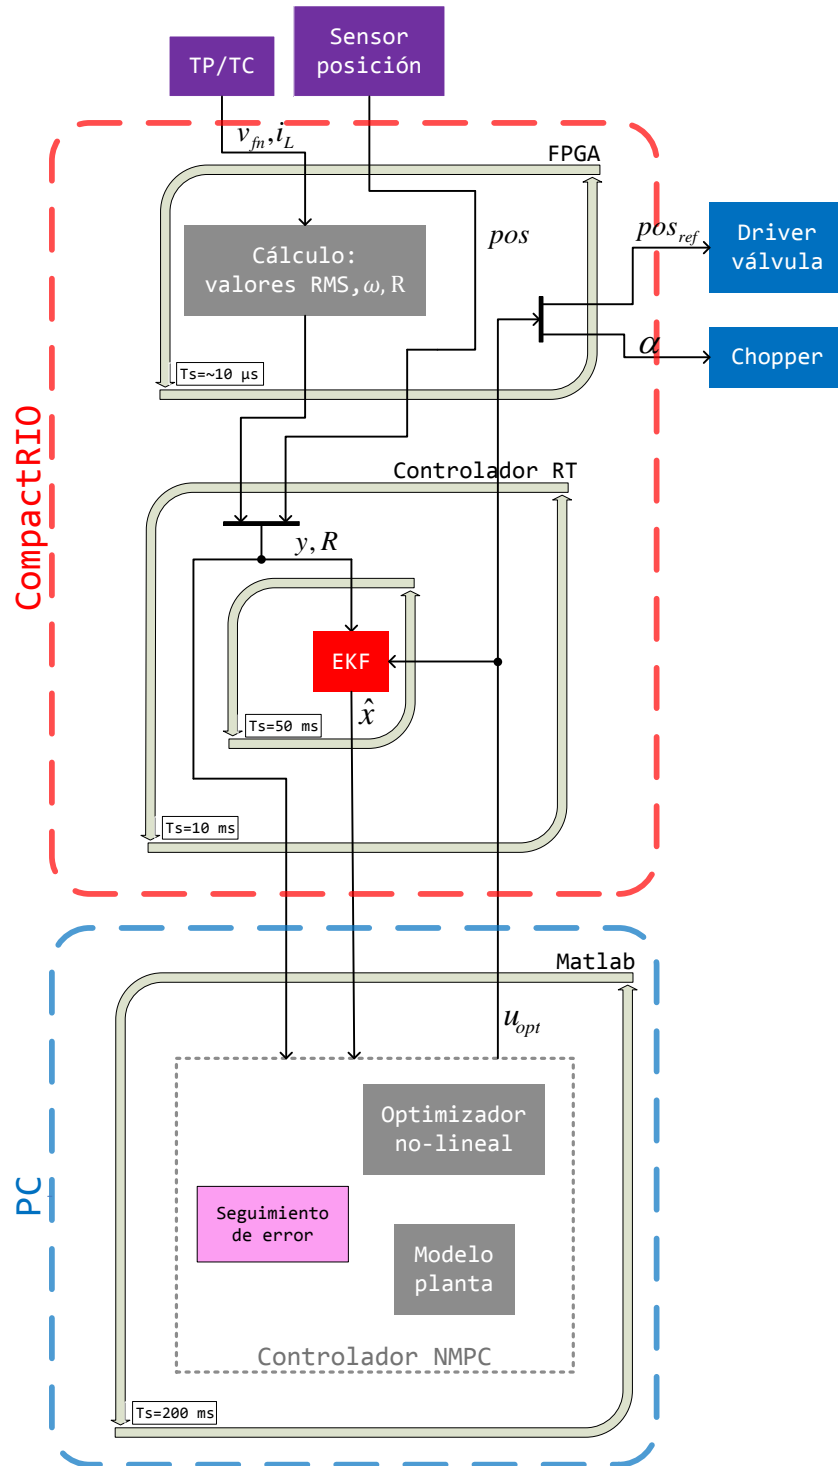 Sensor
posición
TP/TC
v_fn, i_L
FPGA
pos
pos_ref
Driver
válvula
Cálculo:
valores RMS, ω, R
α
Chopper
Ts=~10 µs
CompactRIO
Controlador RT
y, R
EKF
x̂
Ts=50 ms
Ts=10 ms
Matlab
u_opt
PC
Optimizador
no-lineal
Seguimiento
de error
Modelo
planta
Controlador NMPC
Ts=200 ms